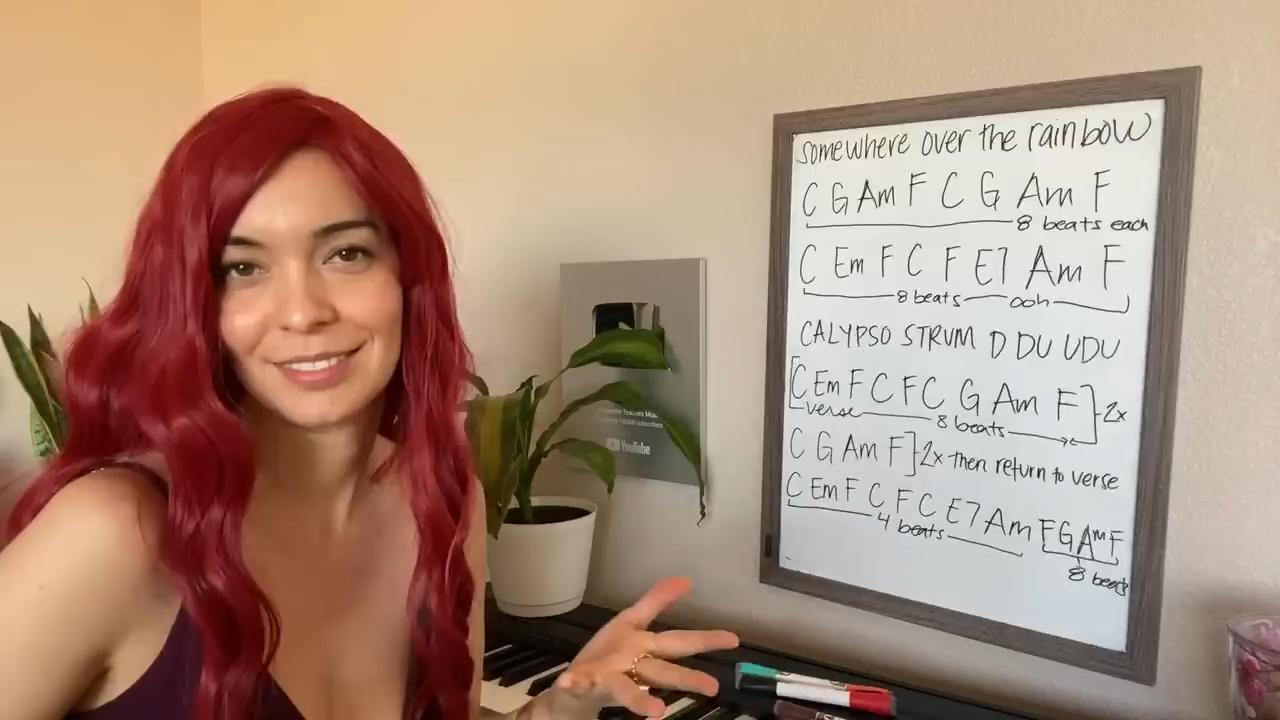 somewhere over the rainbow
C G Am F C G Am F
8 beats each
C Em F C F E7 Am F
8 beats ooh
CALYPSO STRUM D DU UDU
[C Em F C F C G Am F] 2x
verse 8 beats
C G Am F] 2x then return to verse
C Em F C F C E7 Am F G Am F
4 beats
8 beats
YouTube